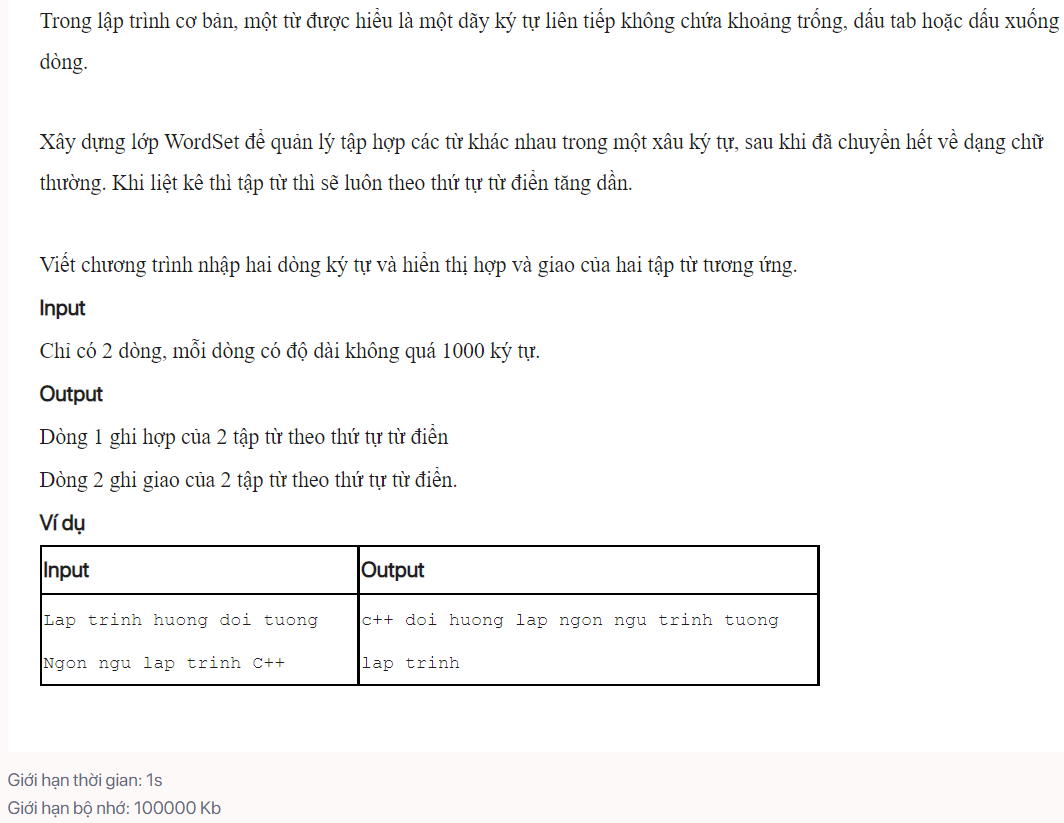 Trong lập trình cơ bản, một từ được hiểu là một dãy ký tự liên tiếp không chứa khoảng trống, dấu tab hoặc dấu xuống
dòng.
Xây dựng lớp WordSet để quản lý tập hợp các từ khác nhau trong một xâu ký tự, sau khi đã chuyển hết về dạng chữ
thường. Khi liệt kê thì tập từ thì sẽ luôn theo thứ tự từ điển tăng dần.
Viết chương trình nhập hai dòng ký tự và hiển thị hợp và giao của hai tập từ tương ứng.
Input
Chỉ có 2 dòng, mỗi dòng có độ dài không quá 1000 ký tự.
Output
Dòng 1 ghi hợp của 2 tập từ theo thứ tự từ điển
Dòng 2 ghi giao của 2 tập từ theo thứ tự từ điển.
Ví dụ
Input Output
Lap trinh huong doi tuong c++ doi huong lap ngon ngu trinh tuong
Ngon ngu lap trinh C++ lap trinh
Giới hạn thời gian: 1s
Giới hạn bộ nhớ: 100000 Kb